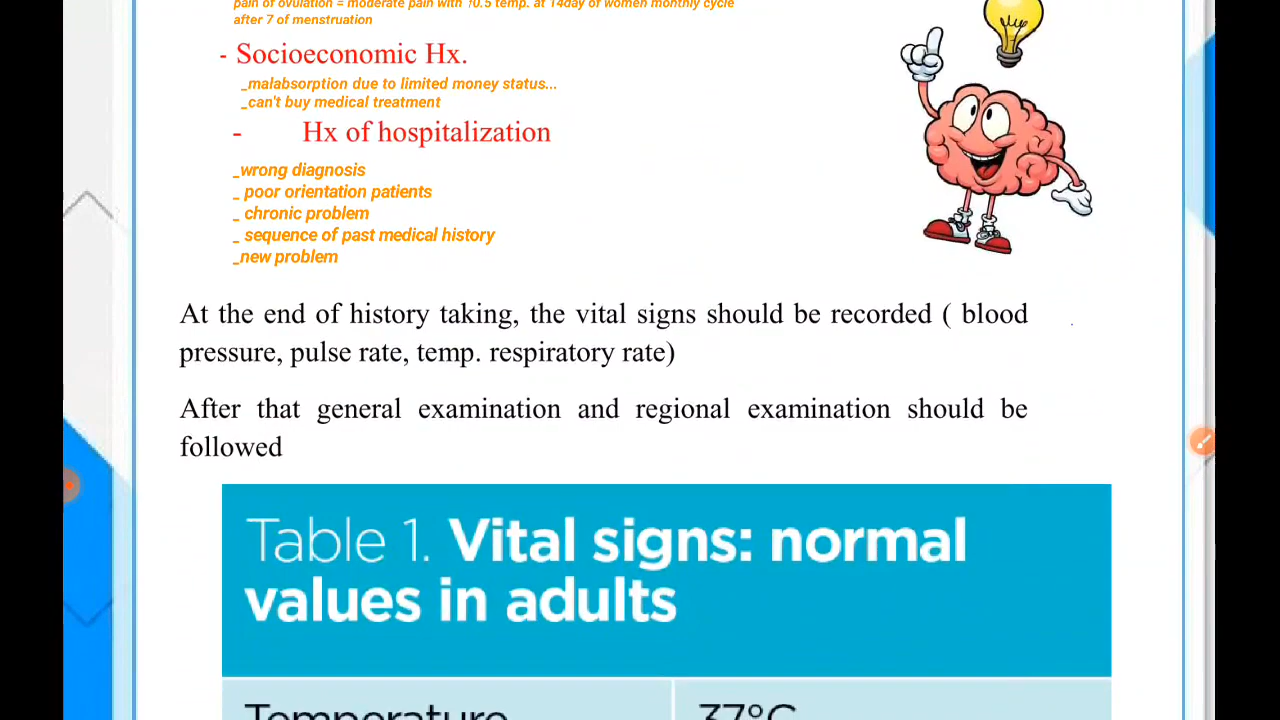 pain of ovulation = moderate pain with ?0.5 temp. at 14day of women monthly cycle
after 7 of menstruation
- Socioeconomic Hx.
_malabsorption due to limited money status...
_can't buy medical treatment
- Hx of hospitalization
_wrong diagnosis
_ poor orientation patients
_ chronic problem
_ sequence of past medical history
_new problem
At the end of history taking, the vital signs should be recorded ( blood
pressure, pulse rate, temp. respiratory rate)
After that general examination and regional examination should be
followed
Table 1. Vital signs: normal
values in adults
Temperature 37°C